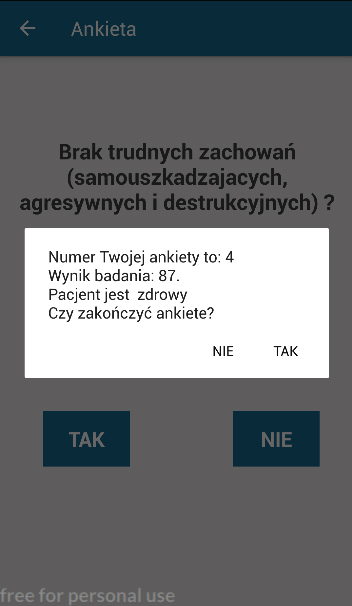 Ankieta
Brak trudnych zachowań
(samouszkadzajacych,
agresywnych i destrukcyjnych) ?
Numer Twojej ankiety to: 4
Wynik badania: 87.
Pacjent jest  zdrowy
Czy zakończyć ankiete?
NIE
TAK
TAK
NIE
free for personal use